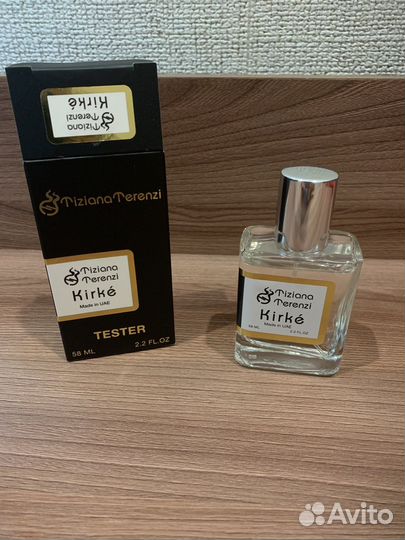 Tiziana
Terenzi
Kirké
Tiziana Terenzi
Tiziana
Terenzi
Kirké
Made in UAE
TESTER
58 ML
2.2 FL.OZ
Tiziana
Terenzi
Kirké
Made in UAE
58 ML
2.2 FL.OZ
Avito